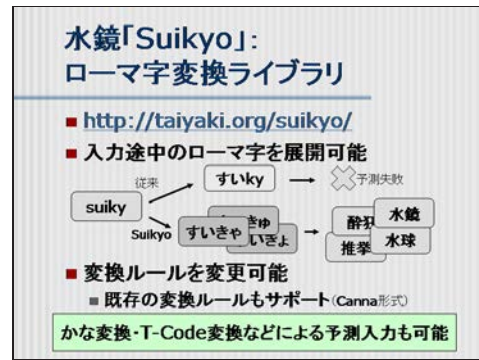 水鏡「Suikyo」:
ローマ字変換ライブラリ
http://taiyaki.org/suikyo/
入力途中のローマ字を展開可能
従来
すいky
予測失敗
suiky
Suikyo
すいきゃ
きゅ
いきょ
酔狂
水鏡
推挙
水球
変換ルールを変更可能
既存の変換ルールもサポート(Canna形式)
かな変換・T-Code変換などによる予測入力も可能